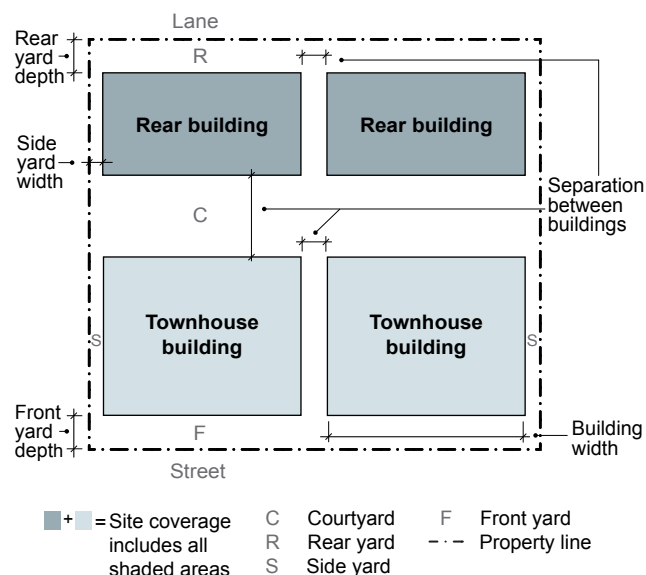 Lane
Rear
yard
depth
R
Rear building
Rear building
Side
yard
width
C
Separation
between
buildings
Townhouse
building
Townhouse
building
S
S
Front
yard
depth
F
Building
width
Street
+ = Site coverage
includes all
shaded areas
C Courtyard
R Rear yard
S Side yard
F Front yard
Property line